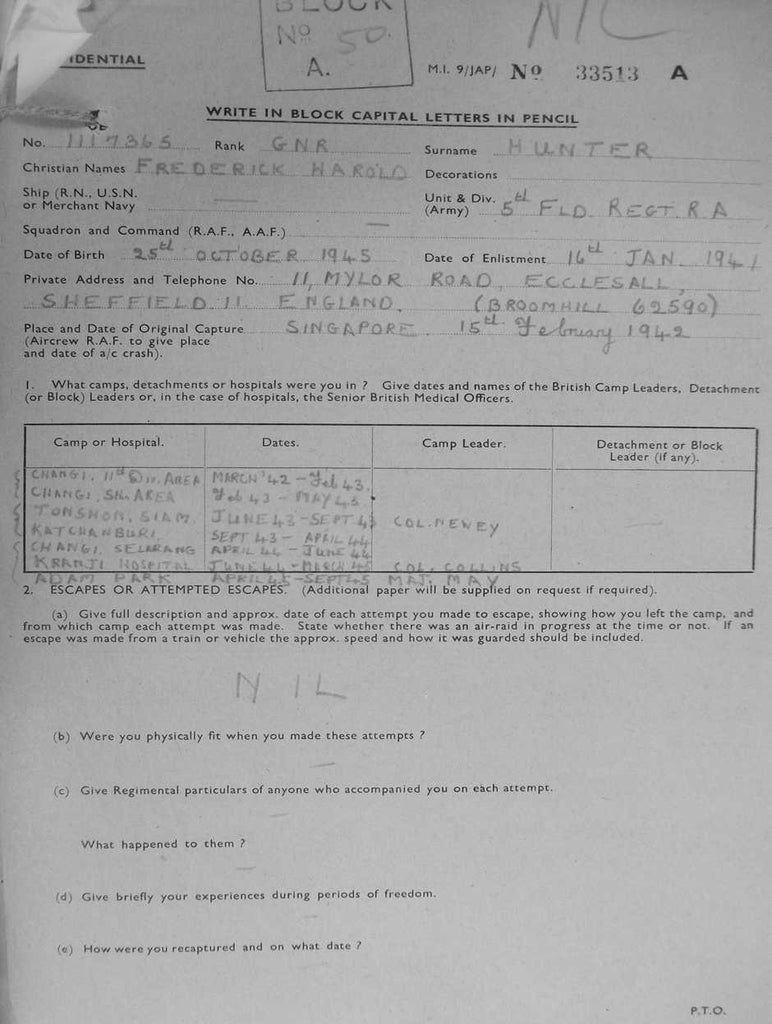 BLOCK
No 50.
A.
NIL
IDENTIAL
M.I. 9/JAP/ No 33513 A
WRITE IN BLOCK CAPITAL LETTERS IN PENCIL
No. 1117365 Rank GNR Surname HUNTER
Christian Names FREDERICK HAROLD Decorations
Ship (R.N., U.S.N. or Merchant Navy —
Unit & Div. (Army) 5th FLD. REGT. R A
Squadron and Command (R.A.F., A.A.F.) —
Date of Birth 25th OCTOBER 1945 Date of Enlistment 16th JAN. 1941
Private Address and Telephone No. 11, MYLOR ROAD, ECCLESALL,
SHEFFIELD. 11. ENGLAND. (BROOMHILL 62590)
Place and Date of Original Capture SINGAPORE. 15th February 1942
(Aircrew R.A.F. to give place
and date of a/c crash).
1. What camps, detachments or hospitals were you in ? Give dates and names of the British Camp Leaders, Detachment
(or Block) Leaders or, in the case of hospitals, the Senior British Medical Officers.
Camp or Hospital. Dates. Camp Leader. Detachment or Block Leader (if any).
CHANGI. 11th Div. AREA MARCH '42 - Feb 43.
CHANGI. SH. AREA Feb 43 - MAY 43.
TONSHON, SIAM. JUNE 43 - SEPT 43 COL. NEWEY
KATCHANBURI. SEPT 43 - APRIL 44
CHANGI. SELERANG APRIL 44 - JUNE 44
KRANJI HOSPITAL JUNE 44 - MARCH 45 COL. COLLINS
ADAM PARK APRIL 45 - SEPT 45 MAJ. MAY
2. ESCAPES OR ATTEMPTED ESCAPES. (Additional paper will be supplied on request if required).
(a) Give full description and approx. date of each attempt you made to escape, showing how you left the camp, and
from which camp each attempt was made. State whether there was an air-raid in progress at the time or not. If an
escape was made from a train or vehicle the approx. speed and how it was guarded should be included.
NIL
(b) Were you physically fit when you made these attempts ?
—
(c) Give Regimental particulars of anyone who accompanied you on each attempt.
What happened to them ?
(d) Give briefly your experiences during periods of freedom.
(e) How were you recaptured and on what date ?
P.T.O.